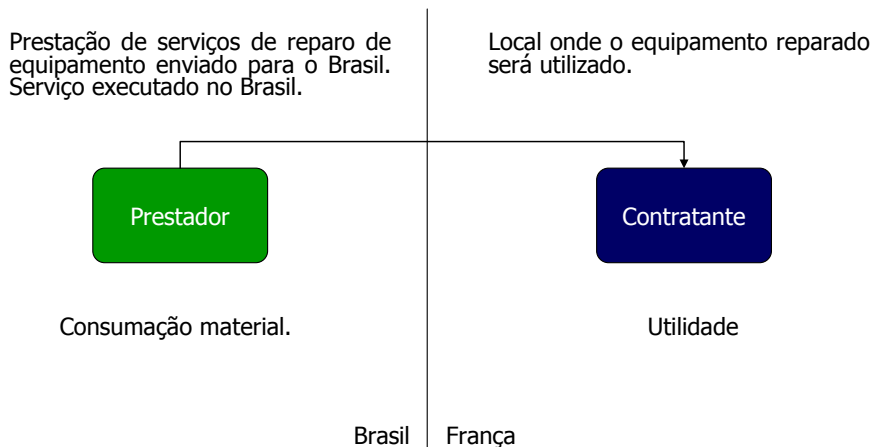 Prestação de serviços de reparo de
equipamento enviado para o Brasil.
Serviço executado no Brasil.
Local onde o equipamento reparado
será utilizado.
Prestador
Contratante
Consumação material.
Utilidade
Brasil
França